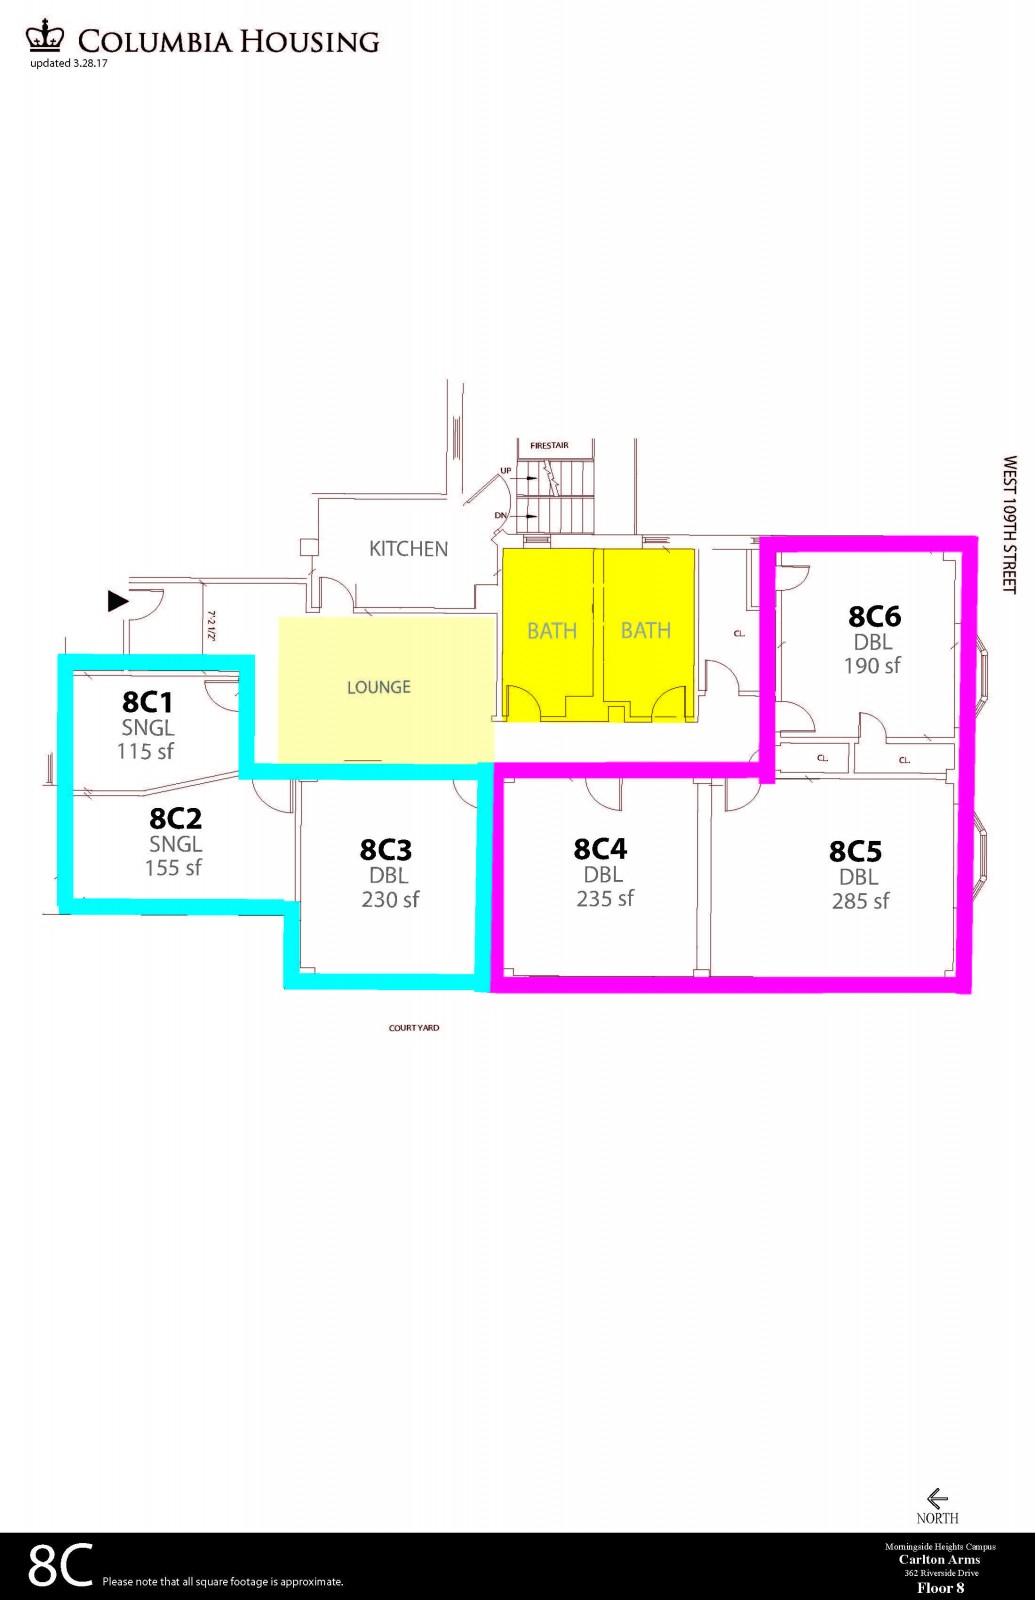 COLUMBIA HOUSING
updated 3.28.17
FIRESTAIR
UP
DN
KITCHEN
WEST 109TH STREET
7'-2 1/2"
BATH
BATH
CL.
8C6
DBL
190 sf
LOUNGE
8C1
SNGL
115 sf
CL.
CL.
8C2
SNGL
155 sf
8C3
DBL
230 sf
8C4
DBL
235 sf
8C5
DBL
285 sf
COURTYARD
NORTH
8C
Please note that all square footage is approximate.
Morningside Heights Campus
Carlton Arms
362 Riverside Drive
Floor 8